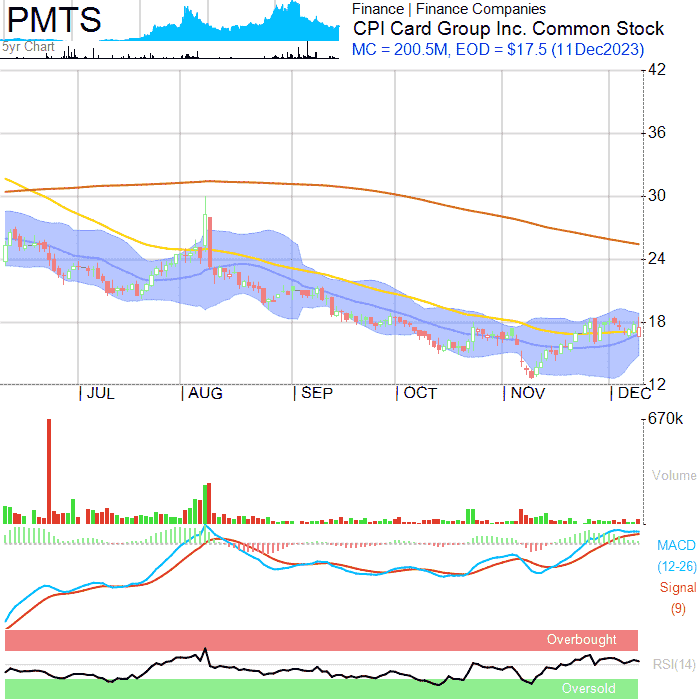 PMTS
5yr Chart
Finance | Finance Companies
CPI Card Group Inc. Common Stock
MC = 200.5M, EOD = $17.5 (11Dec2023)
42
36
30
24
18
12
JUL AUG SEP OCT NOV DEC
670k
Volume
MACD
(12-26)
Signal
(9)
Overbought
RSI(14)
Oversold